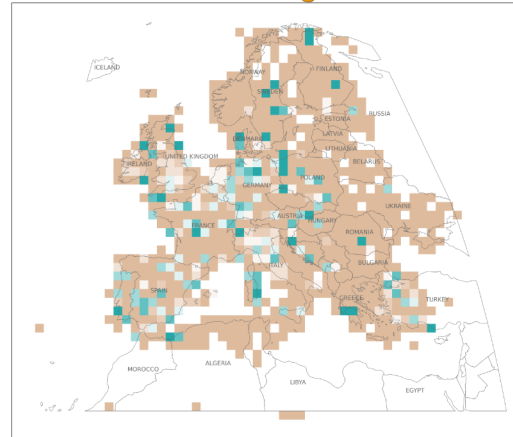 ICELAND
NORWAY
FINLAND
SWEDEN
ESTONIA
RUSSIA
LATVIA
DENMARK
LITHUANIA
UNITED KINGDOM
IRELAND
BELARUS
POLAND
GERMANY
UKRAINE
AUSTRIA
HUNGARY
FRANCE
ROMANIA
ITALY
BULGARIA
SPAIN
GREECE
TURKEY
MOROCCO
ALGERIA
LIBYA
EGYPT